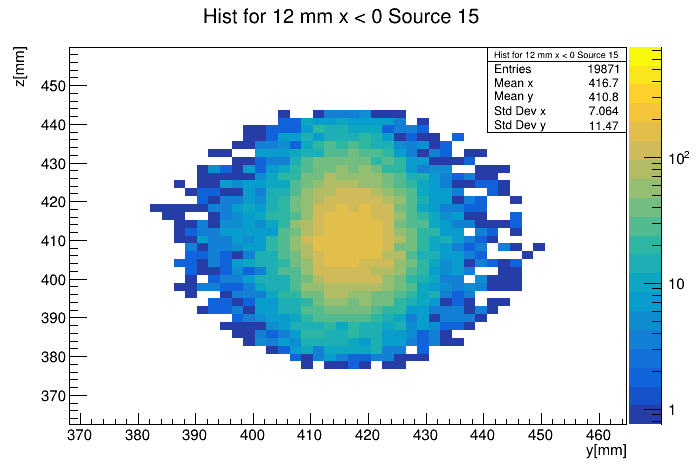 Hist for 12 mm x < 0 Source 15
z[mm]
Hist for 12 mm x < 0 Source 15
Entries 19871
Mean x 416.7
Mean y 410.8
Std Dev x 7.064
Std Dev y 11.47
450
440
430
420
410
400
390
380
370
370 380 390 400 410 420 430 440 450 460
y[mm]
10²
10
1